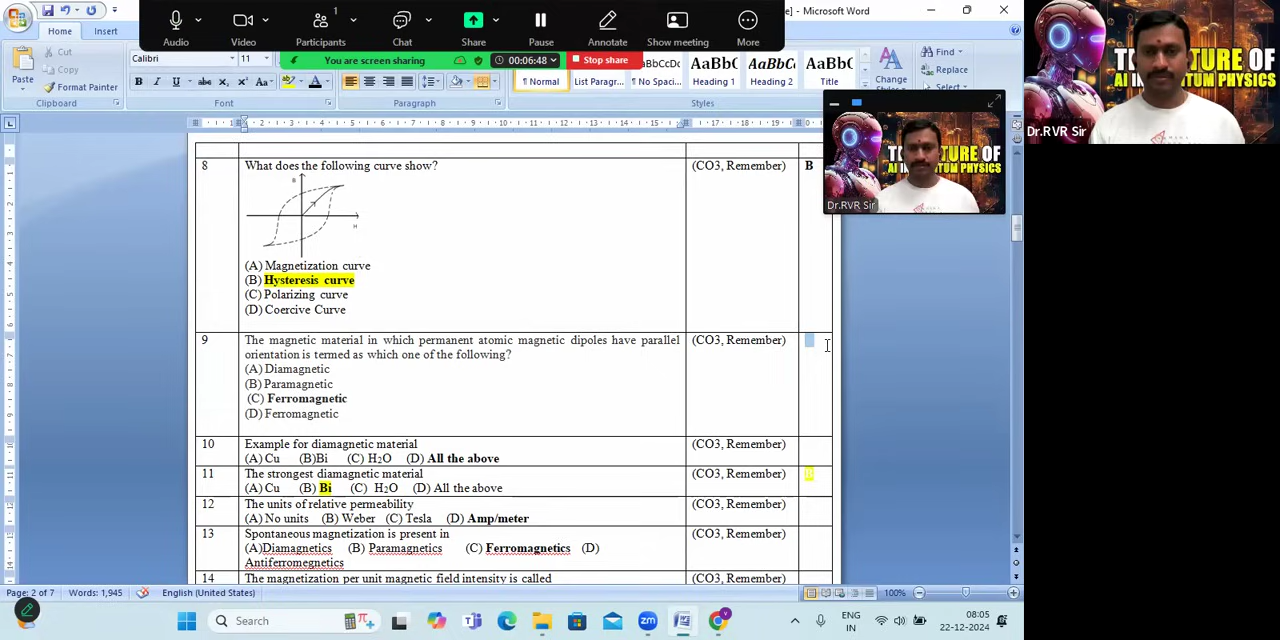 1
Audio
Video
Participants
Chat
Share
Pause
Annotate
Show meeting
More
You are screen sharing
00:06:48
Stop share
] - Microsoft Word
Home
Insert
Paste
Cut
Copy
Format Painter
Clipboard
Calibri
11
Font
Paragraph
¶ Normal
List Paragr...
¶ No Spaci...
Heading 1
Heading 2
Title
Change
Styles
Styles
Find
Replace
Select
Dr.RVR Sir
Dr.RVR Sir
8
What does the following curve show?
B
H
(A) Magnetization curve
(B) Hysteresis curve
(C) Polarizing curve
(D) Coercive Curve
(CO3, Remember)
B
9
The magnetic material in which permanent atomic magnetic dipoles have parallel
orientation is termed as which one of the following?
(A) Diamagnetic
(B) Paramagnetic
(C) Ferromagnetic
(D) Ferromagnetic
(CO3, Remember)
10
Example for diamagnetic material
(A) Cu (B)Bi (C) H2O (D) All the above
(CO3, Remember)
11
The strongest diamagnetic material
(A) Cu (B) Bi (C) H2O (D) All the above
(CO3, Remember)
B
12
The units of relative permeability
(A) No units (B) Weber (C) Tesla (D) Amp/meter
(CO3, Remember)
13
Spontaneous magnetization is present in
(A)Diamagnetics (B) Paramagnetics (C) Ferromagnetics (D)
Antiferromegnetics
(CO3, Remember)
14
The magnetization per unit magnetic field intensity is called
(CO3, Remember)
Page: 2 of 7
Words: 1,945
English (United States)
100%
Search
ENG
IN
08:05
22-12-2024